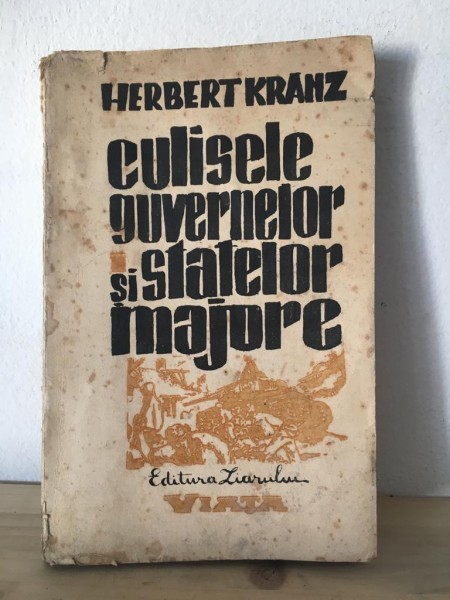 HERBERT KRANZ
culisele
guvernelor
și statelor
majore
Editura Ziarului
VIAȚA